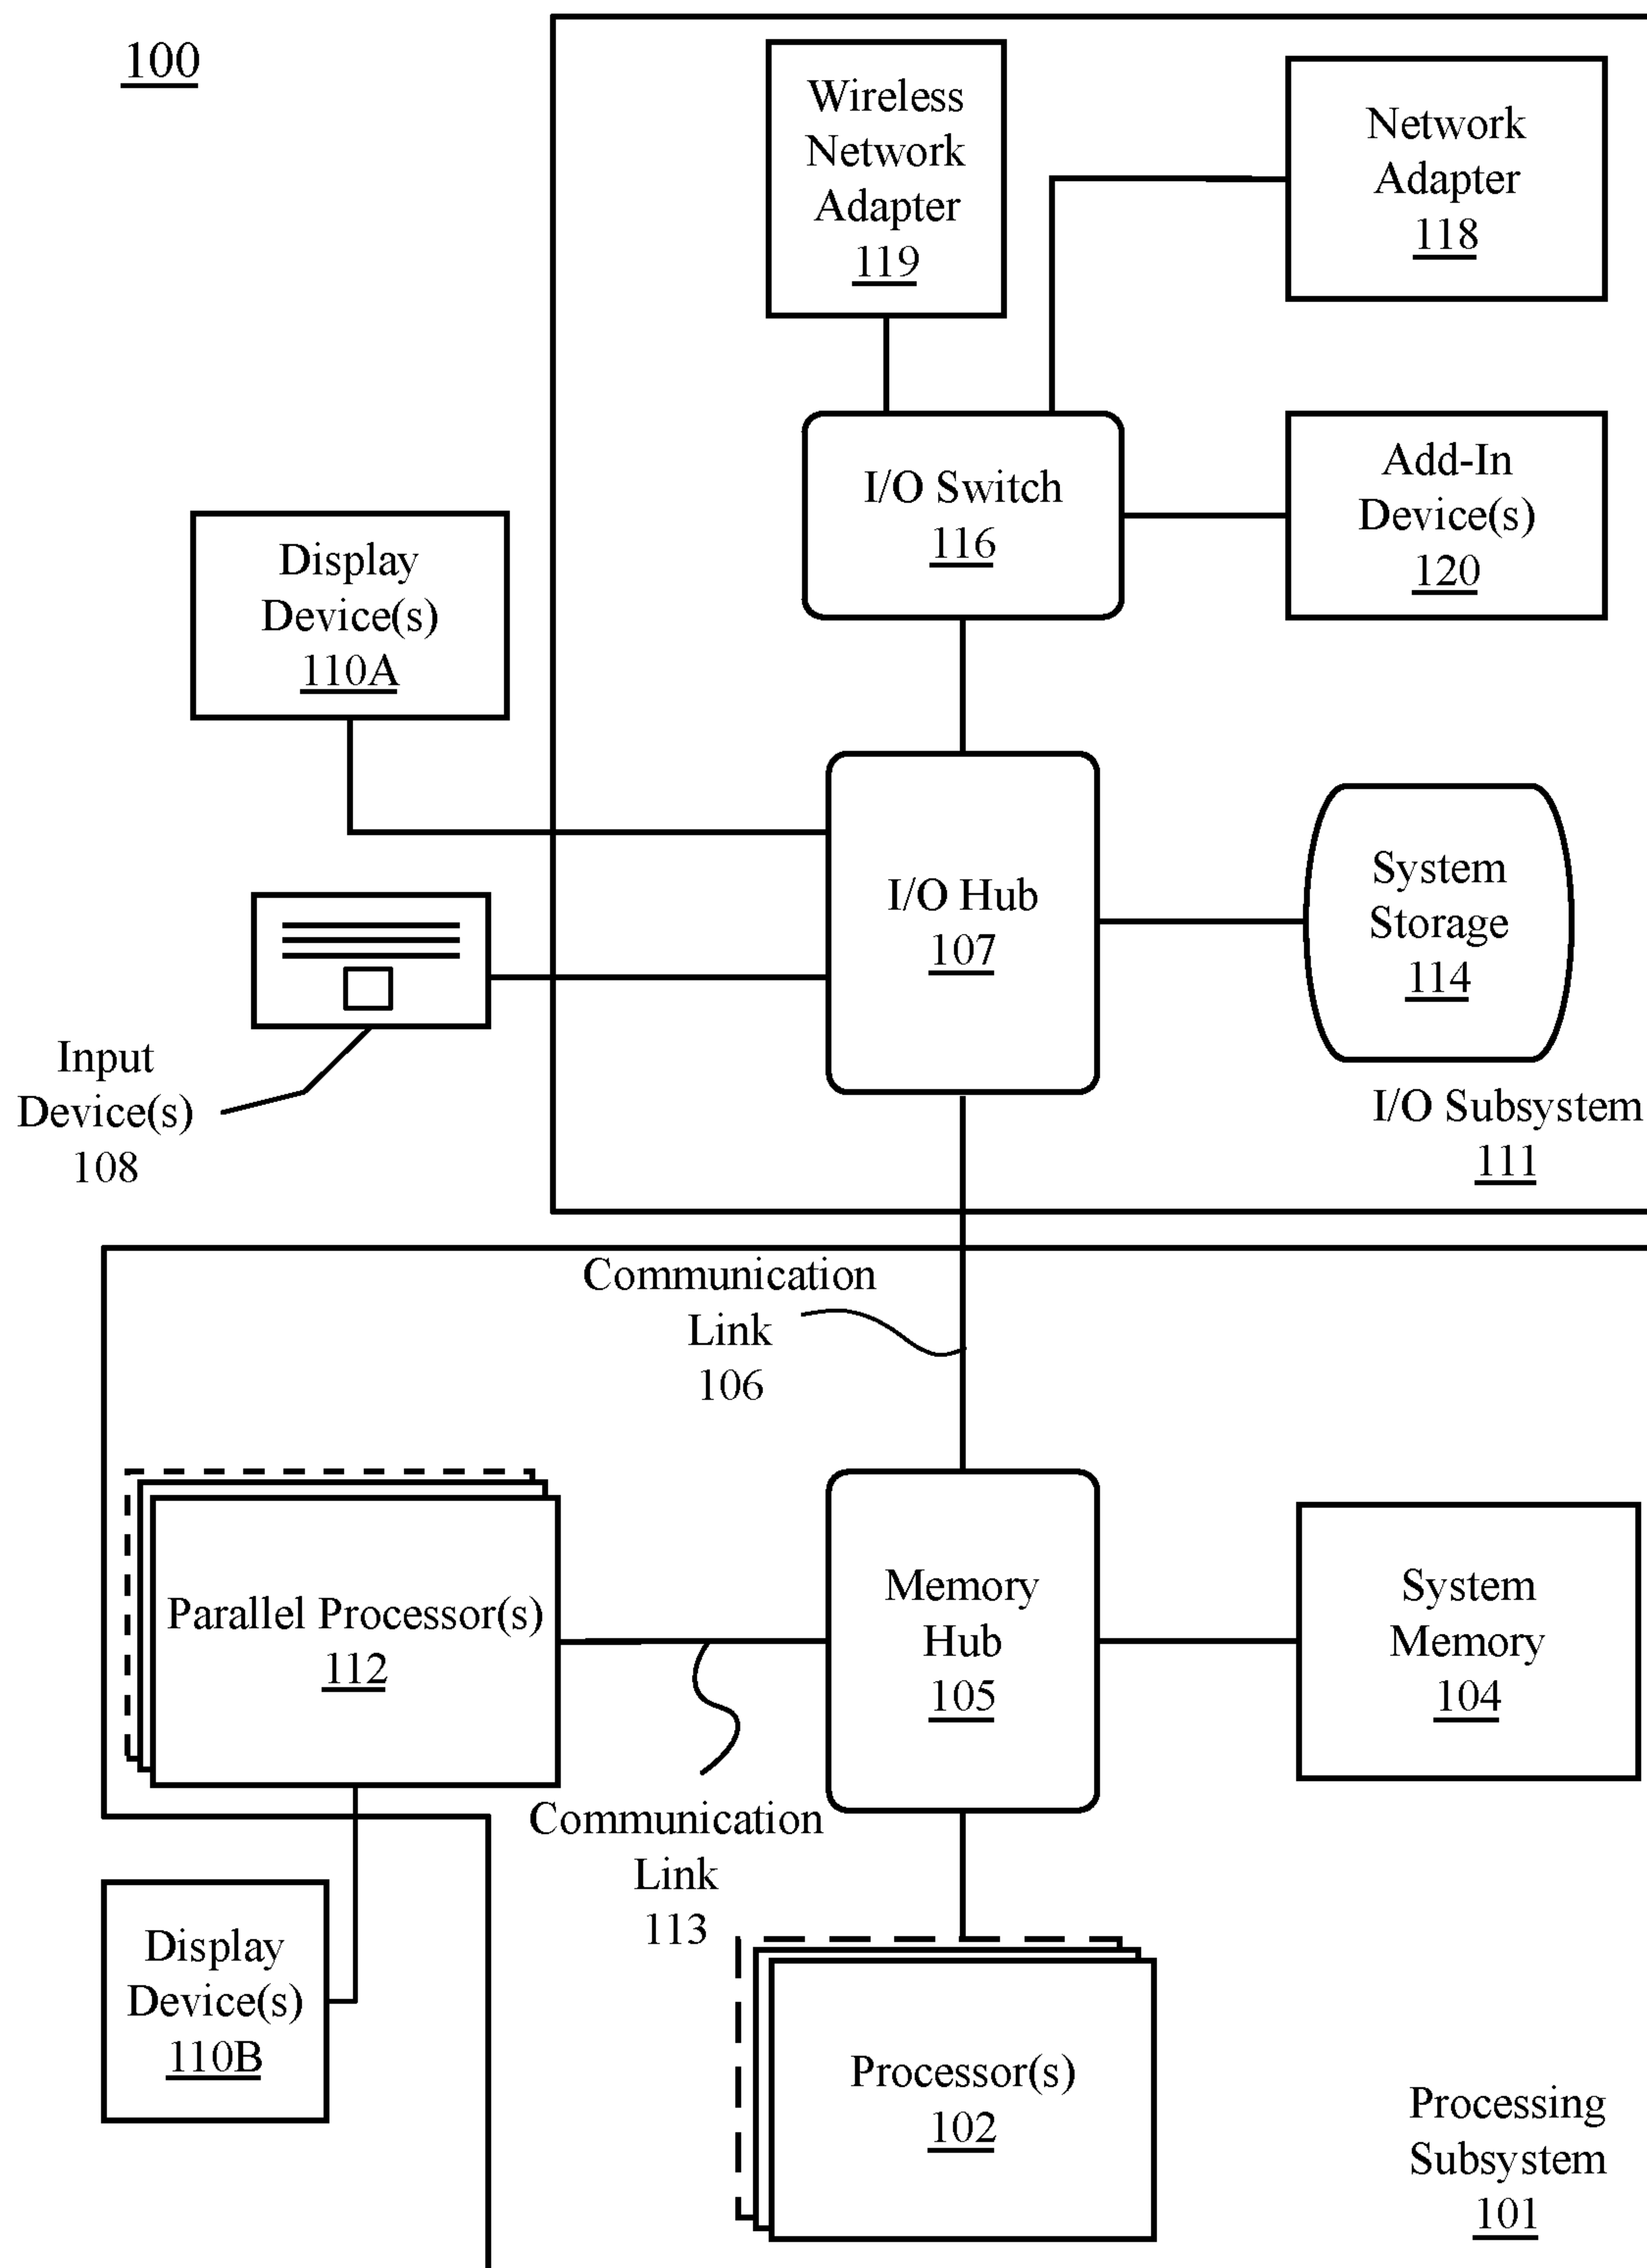 100
Wireless
Network
Adapter
119
Network
Adapter
118
I/O Switch
116
Add-In
Device(s)
120
Display
Device(s)
110A
I/O Hub
107
System
Storage
114
Input
Device(s)
108
I/O Subsystem
111
Communication
Link
106
Parallel Processor(s)
112
Memory
Hub
105
System
Memory
104
Communication
Link
113
Display
Device(s)
110B
Processor(s)
102
Processing
Subsystem
101